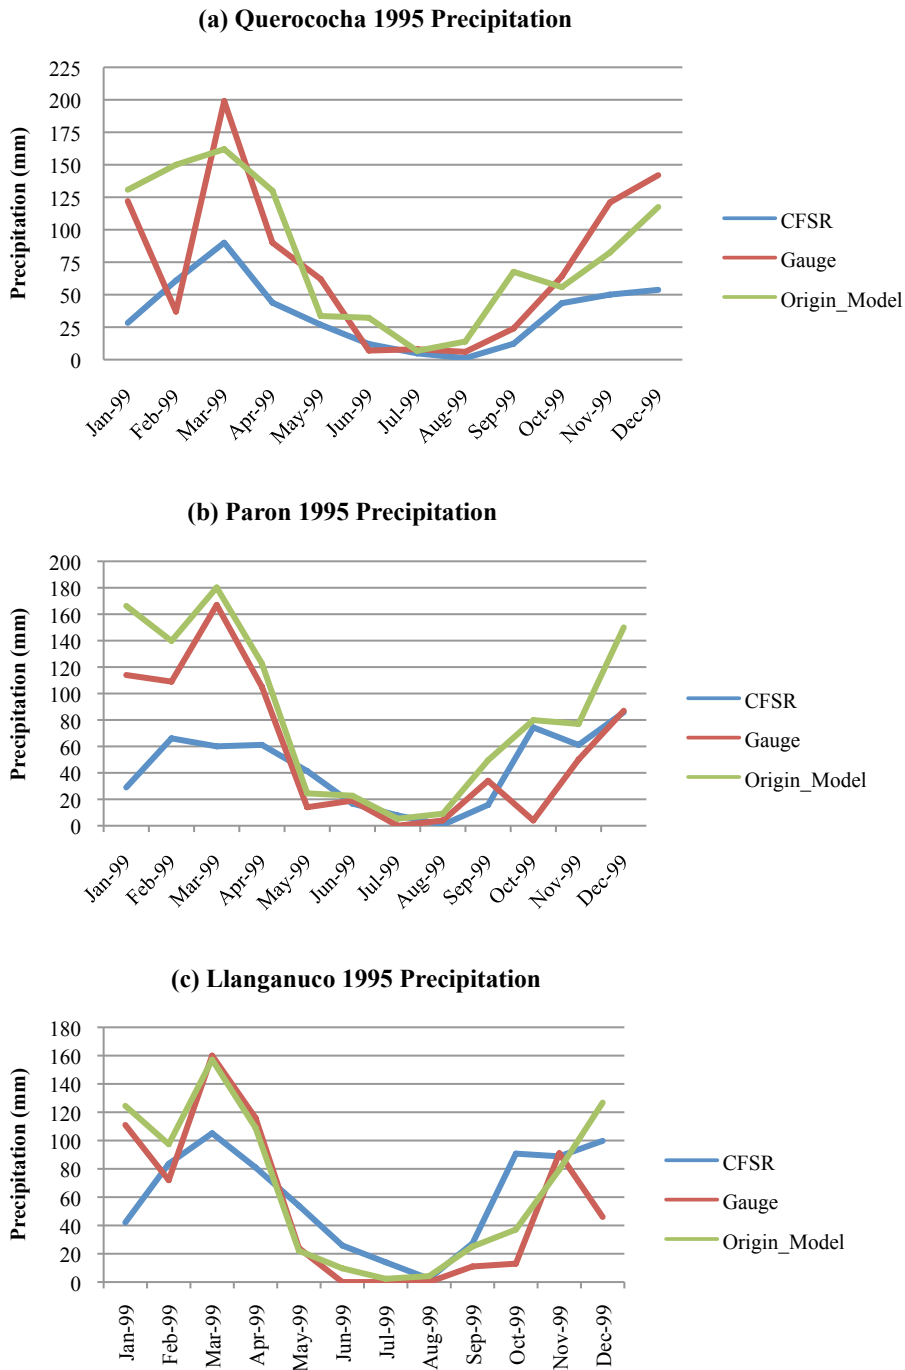 (a) Querococha 1995 Precipitation
Precipitation (mm)
225
200
175
150
125
100
75
50
25
0
Jan-99
Feb-99
Mar-99
Apr-99
May-99
Jun-99
Jul-99
Aug-99
Sep-99
Oct-99
Nov-99
Dec-99
CFSR
Gauge
Origin_Model
(b) Paron 1995 Precipitation
Precipitation (mm)
200
180
160
140
120
100
80
60
40
20
0
Jan-99
Feb-99
Mar-99
Apr-99
May-99
Jun-99
Jul-99
Aug-99
Sep-99
Oct-99
Nov-99
Dec-99
CFSR
Gauge
Origin_Model
(c) Llanganuco 1995 Precipitation
Precipitation (mm)
180
160
140
120
100
80
60
40
20
0
Jan-99
Feb-99
Mar-99
Apr-99
May-99
Jun-99
Jul-99
Aug-99
Sep-99
Oct-99
Nov-99
Dec-99
CFSR
Gauge
Origin_Model